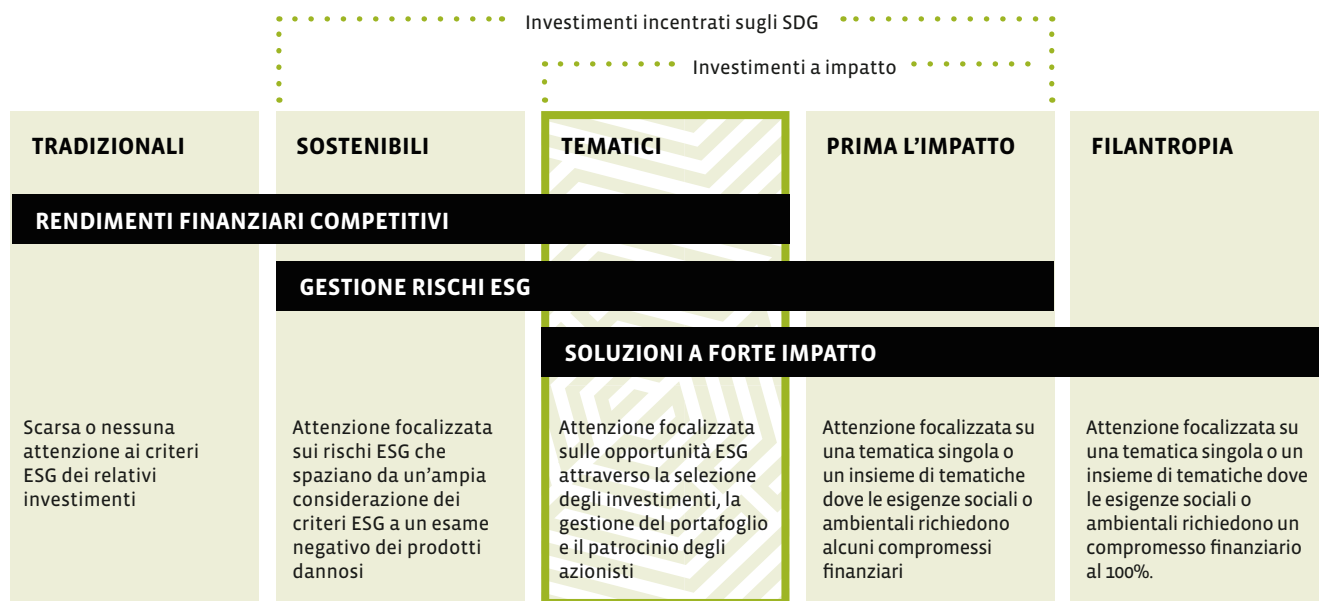 Investimenti incentrati sugli SDG
Investimenti a impatto
TRADIZIONALI
SOSTENIBILI
TEMATICI
PRIMA L'IMPATTO
FILANTROPIA
RENDIMENTI FINANZIARI COMPETITIVI
GESTIONE RISCHI ESG
SOLUZIONI A FORTE IMPATTO
Scarsa o nessuna
attenzione ai criteri
ESG dei relativi
investimenti
Attenzione focalizzata
sui rischi ESG che
spaziano da un'ampia
considerazione dei
criteri ESG a un esame
negativo dei prodotti
dannosi
Attenzione focalizzata
sulle opportunità ESG
attraverso la selezione
degli investimenti, la
gestione del portafoglio
e il patrocinio degli
azionisti
Attenzione focalizzata su
una tematica singola o
un insieme di tematiche
dove le esigenze sociali o
ambientali richiedono
alcuni compromessi
finanziari
Attenzione focalizzata su
una tematica singola o un
insieme di tematiche dove
le esigenze sociali o
ambientali richiedono un
compromesso finanziario
al 100%.